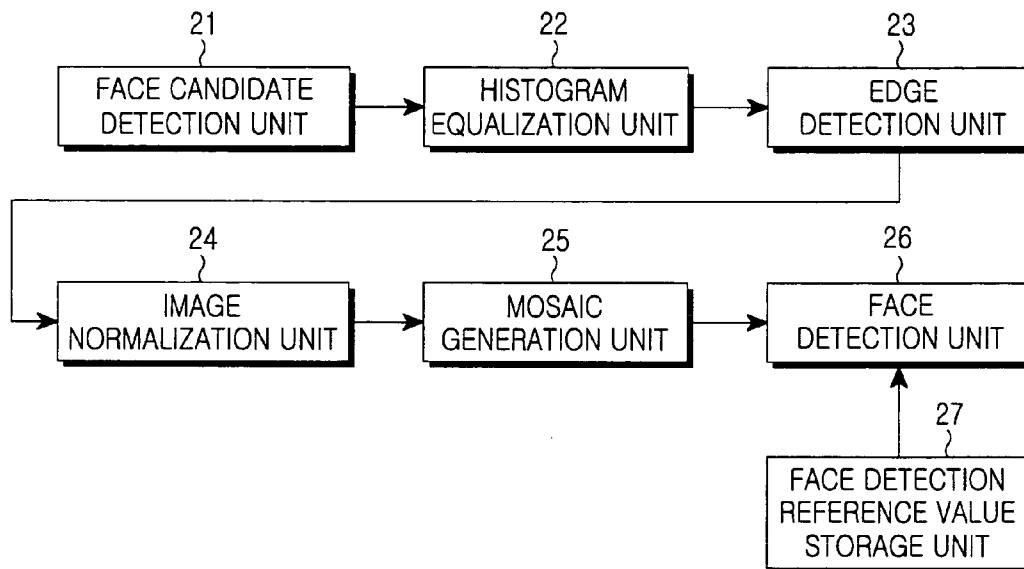 21
FACE CANDIDATE
DETECTION UNIT
22
HISTOGRAM
EQUALIZATION UNIT
23
EDGE
DETECTION UNIT
24
IMAGE
NORMALIZATION UNIT
25
MOSAIC
GENERATION UNIT
26
FACE
DETECTION UNIT
27
FACE DETECTION
REFERENCE VALUE
STORAGE UNIT